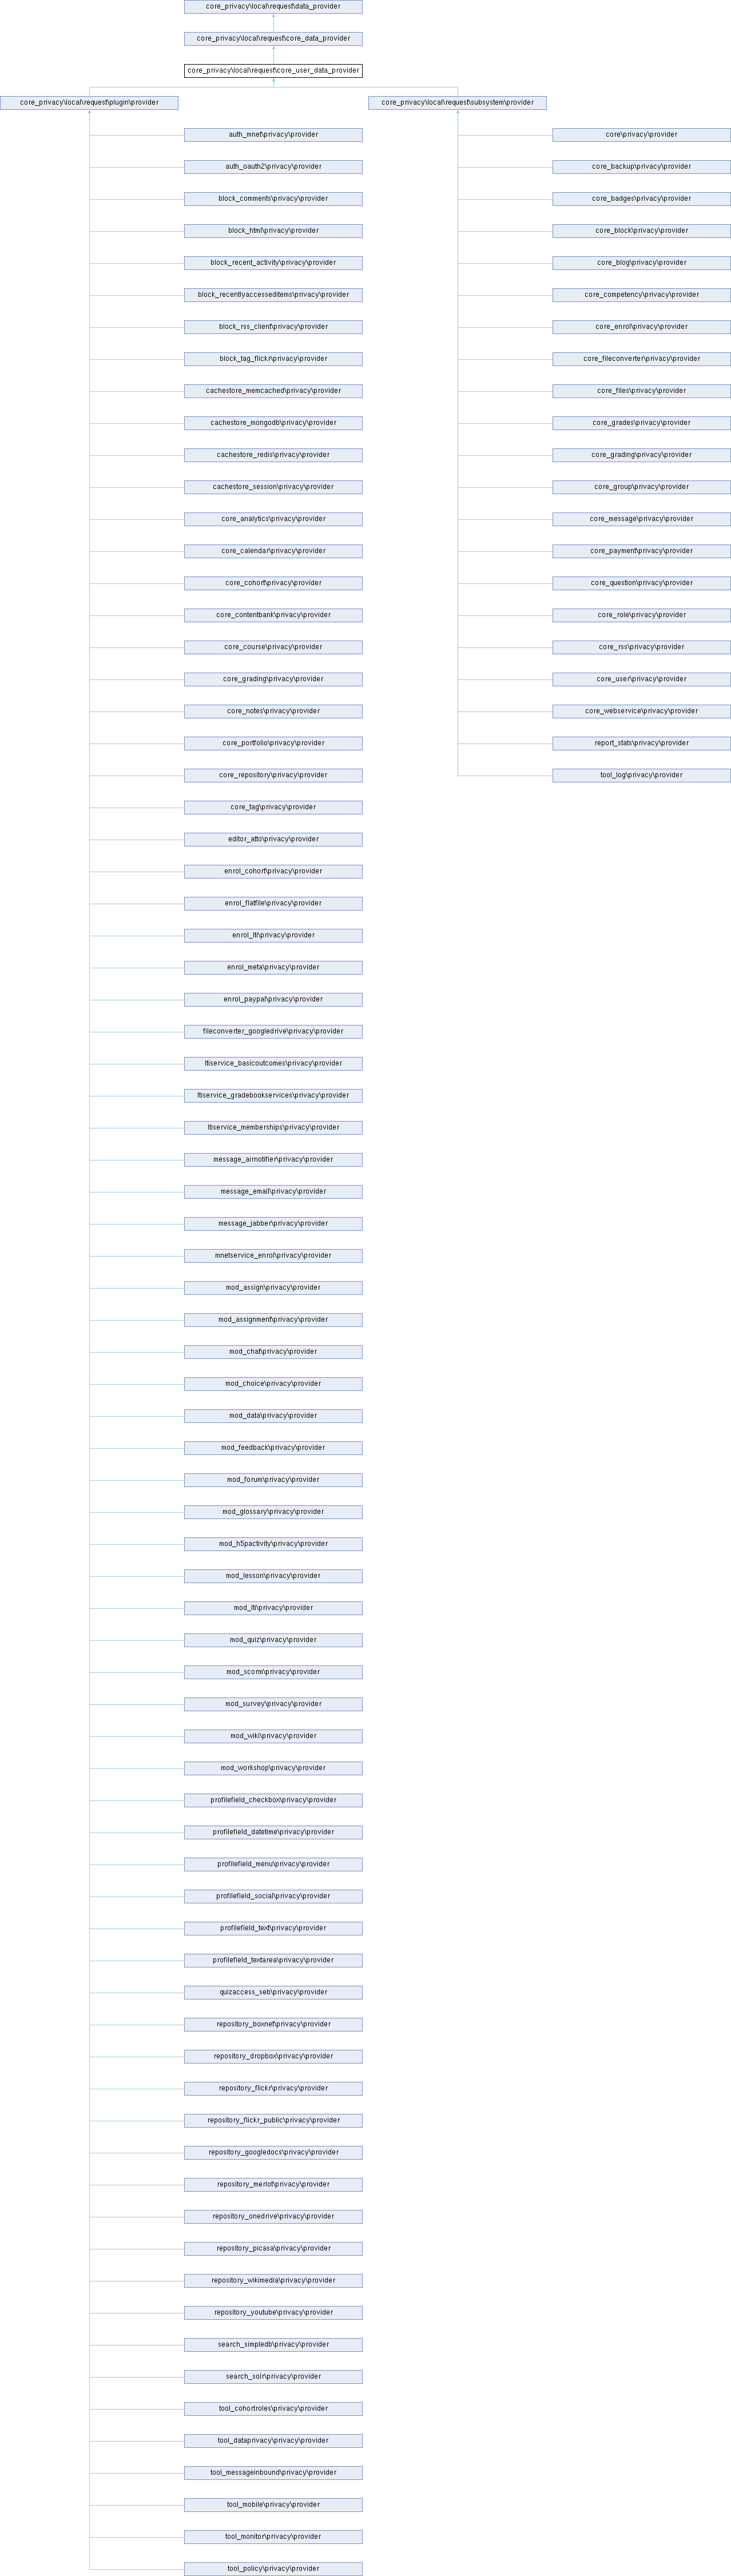 core_privacy\local\request\data_provider
core_privacy\local\request\core_data_provider
core_privacy\local\request\core_user_data_provider
core_privacy\local\request\plugin\provider
core_privacy\local\request\subsystem\provider
auth_mnet\privacy\provider
core\privacy\provider
auth_oauth2\privacy\provider
core_backup\privacy\provider
block_comments\privacy\provider
core_badges\privacy\provider
block_html\privacy\provider
core_block\privacy\provider
block_recent_activity\privacy\provider
core_blog\privacy\provider
block_recentlyaccesseditems\privacy\provider
core_competency\privacy\provider
block_rss_client\privacy\provider
core_enrol\privacy\provider
block_tag_flickr\privacy\provider
core_fileconverter\privacy\provider
cachestore_memcached\privacy\provider
core_files\privacy\provider
cachestore_mongodb\privacy\provider
core_grades\privacy\provider
cachestore_redis\privacy\provider
core_grading\privacy\provider
cachestore_session\privacy\provider
core_group\privacy\provider
core_analytics\privacy\provider
core_message\privacy\provider
core_calendar\privacy\provider
core_payment\privacy\provider
core_cohort\privacy\provider
core_question\privacy\provider
core_contentbank\privacy\provider
core_role\privacy\provider
core_course\privacy\provider
core_rss\privacy\provider
core_grading\privacy\provider
core_user\privacy\provider
core_notes\privacy\provider
core_webservice\privacy\provider
core_portfolio\privacy\provider
report_stats\privacy\provider
core_repository\privacy\provider
tool_log\privacy\provider
core_tag\privacy\provider
editor_atto\privacy\provider
enrol_cohort\privacy\provider
enrol_flatfile\privacy\provider
enrol_lti\privacy\provider
enrol_meta\privacy\provider
enrol_paypal\privacy\provider
fileconverter_googledrive\privacy\provider
ltiservice_basicoutcomes\privacy\provider
ltiservice_gradebookservices\privacy\provider
ltiservice_memberships\privacy\provider
message_airnotifier\privacy\provider
message_email\privacy\provider
message_jabber\privacy\provider
mnetservice_enrol\privacy\provider
mod_assign\privacy\provider
mod_assignment\privacy\provider
mod_chat\privacy\provider
mod_choice\privacy\provider
mod_data\privacy\provider
mod_feedback\privacy\provider
mod_forum\privacy\provider
mod_glossary\privacy\provider
mod_h5pactivity\privacy\provider
mod_lesson\privacy\provider
mod_lti\privacy\provider
mod_quiz\privacy\provider
mod_scorm\privacy\provider
mod_survey\privacy\provider
mod_wiki\privacy\provider
mod_workshop\privacy\provider
profilefield_checkbox\privacy\provider
profilefield_datetime\privacy\provider
profilefield_menu\privacy\provider
profilefield_social\privacy\provider
profilefield_text\privacy\provider
profilefield_textarea\privacy\provider
quizaccess_seb\privacy\provider
repository_boxnet\privacy\provider
repository_dropbox\privacy\provider
repository_flickr\privacy\provider
repository_flickr_public\privacy\provider
repository_googledocs\privacy\provider
repository_merlot\privacy\provider
repository_onedrive\privacy\provider
repository_picasa\privacy\provider
repository_wikimedia\privacy\provider
repository_youtube\privacy\provider
search_simpledb\privacy\provider
search_solr\privacy\provider
tool_cohortroles\privacy\provider
tool_dataprivacy\privacy\provider
tool_messageinbound\privacy\provider
tool_mobile\privacy\provider
tool_monitor\privacy\provider
tool_policy\privacy\provider